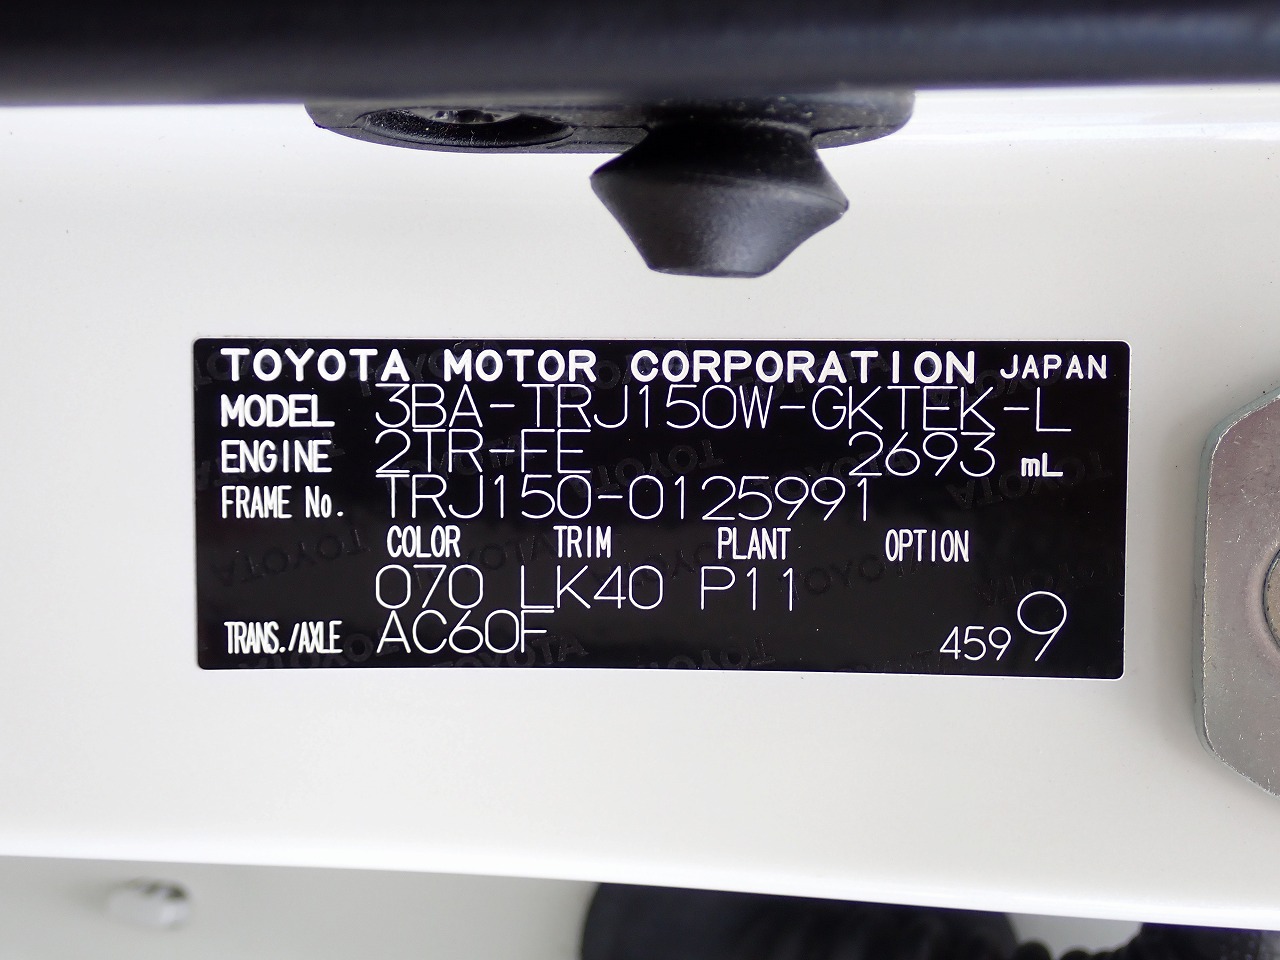 TOYOTA MOTOR CORPORATION JAPAN
MODEL 3BA-TRJ150W-GKTEK-L
ENGINE 2TR-FE 2693 mL
FRAME No. TRJ150-0125991
COLOR TRIM PLANT OPTION
070 LK40 P11
TRANS./AXLE AC60F 459 9